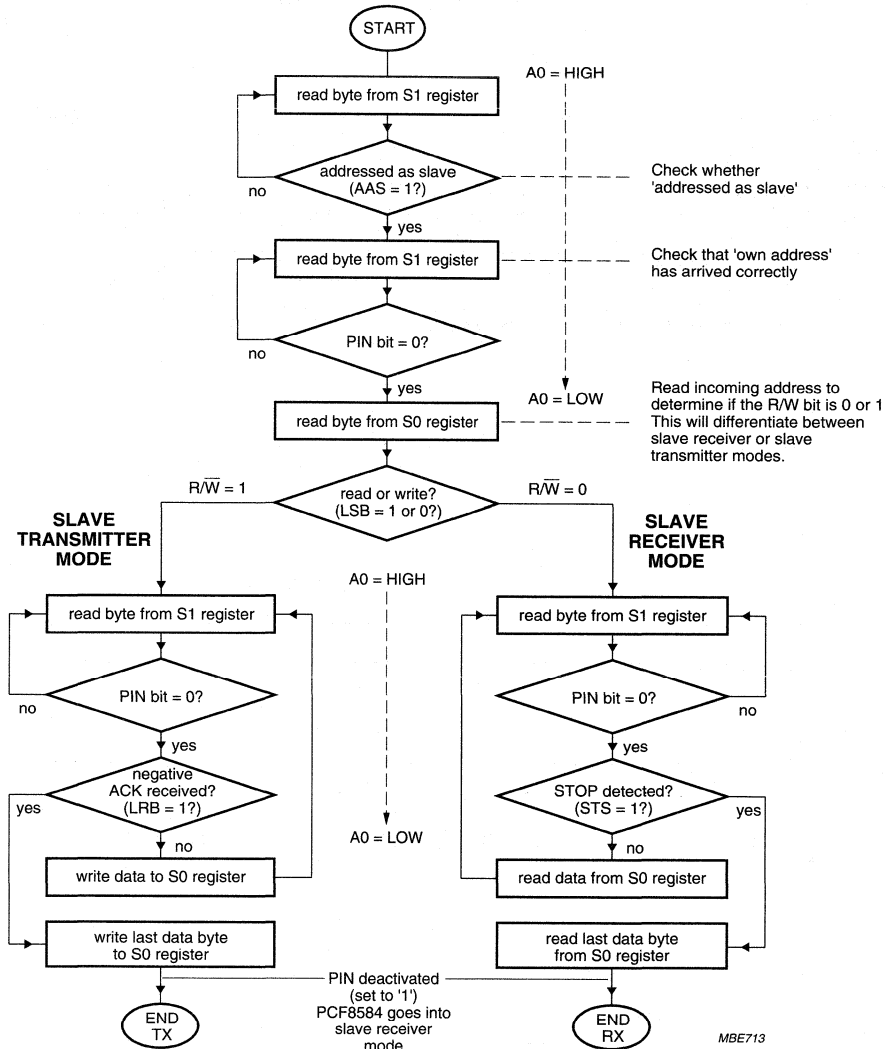 START
read byte from S1 register
A0 = HIGH
addressed as slave
(AAS = 1?)
no
Check whether
'addressed as slave'
yes
read byte from S1 register
Check that 'own address'
has arrived correctly
PIN bit = 0?
no
yes
A0 = LOW
read byte from S0 register
Read incoming address to
determine if the R/W bit is 0 or 1
This will differentiate between
slave receiver or slave
transmitter modes.
R/W̅ = 1
read or write?
(LSB = 1 or 0?)
R/W̅ = 0
SLAVE
TRANSMITTER
MODE
SLAVE
RECEIVER
MODE
A0 = HIGH
read byte from S1 register
PIN bit = 0?
no
yes
negative
ACK received?
(LRB = 1?)
yes
no
write data to S0 register
write last data byte
to S0 register
A0 = LOW
read byte from S1 register
PIN bit = 0?
no
yes
STOP detected?
(STS = 1?)
yes
no
read data from S0 register
read last data byte
from S0 register
PIN deactivated
(set to '1')
PCF8584 goes into
slave receiver
mode
END
TX
END
RX
MBE713